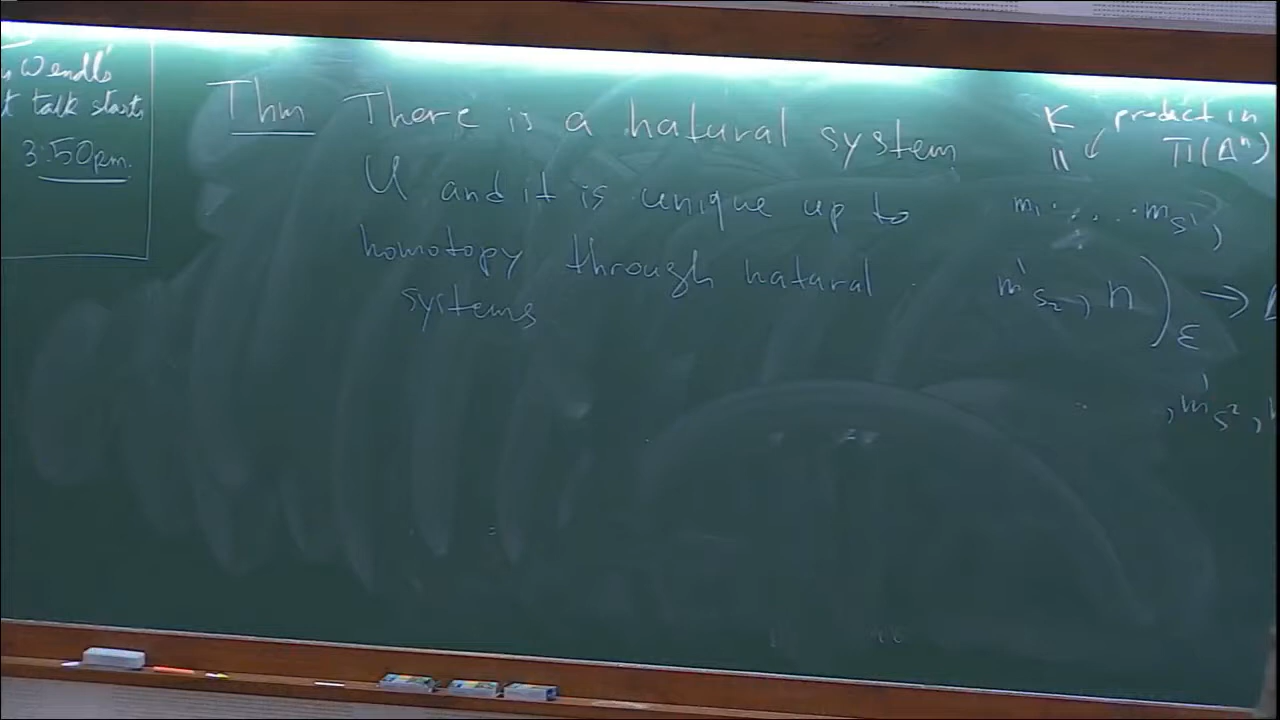 Wendl's
talk starts
3:50pm.
Thm There is a natural system
U and it is unique up to
homotopy through natural
systems
K product in
Π(Δⁿ)
m₁ . . . . . m_{s¹},
m'_{s₂}, n )_ε →
, m'_{s²},